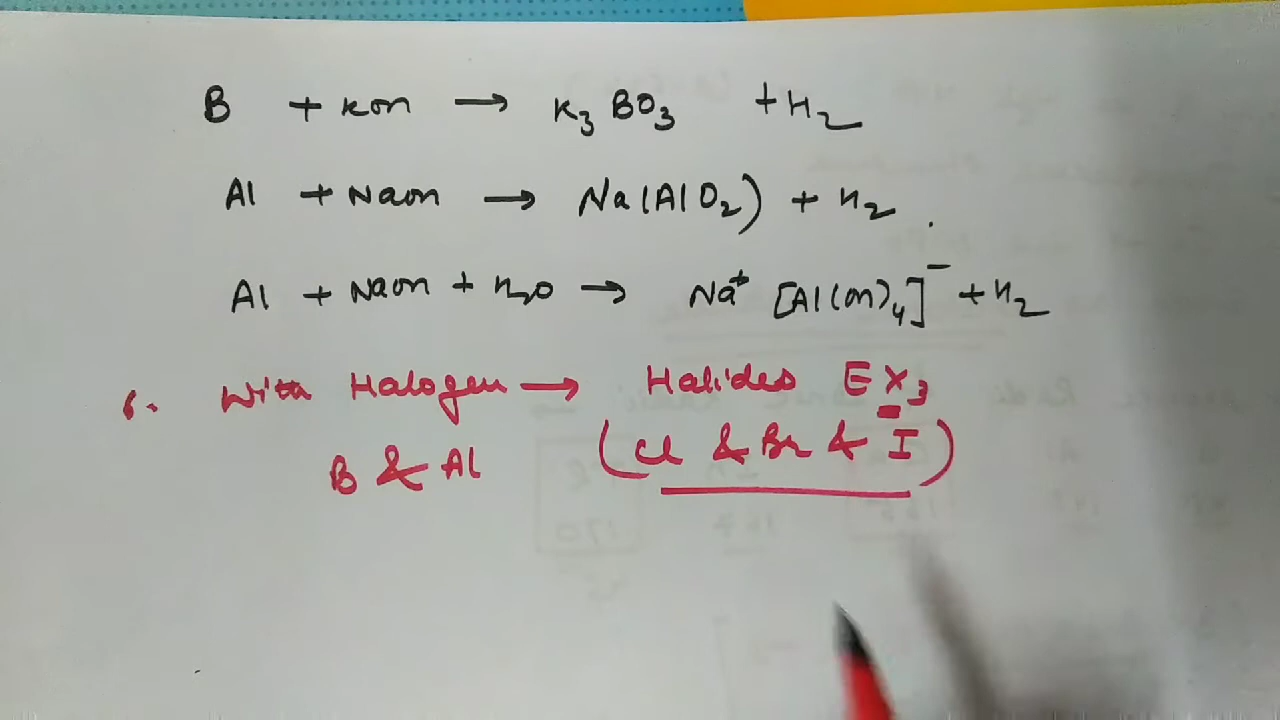 B + KOH → K₃BO₃ + H₂
Al + NaOH → Na(AlO₂) + H₂.
Al + NaOH + H₂O → Na⁺ [Al(OH)₄]⁻ + H₂
6. With Halogen → Halides EX₃
B & Al (Cl & Br & I)